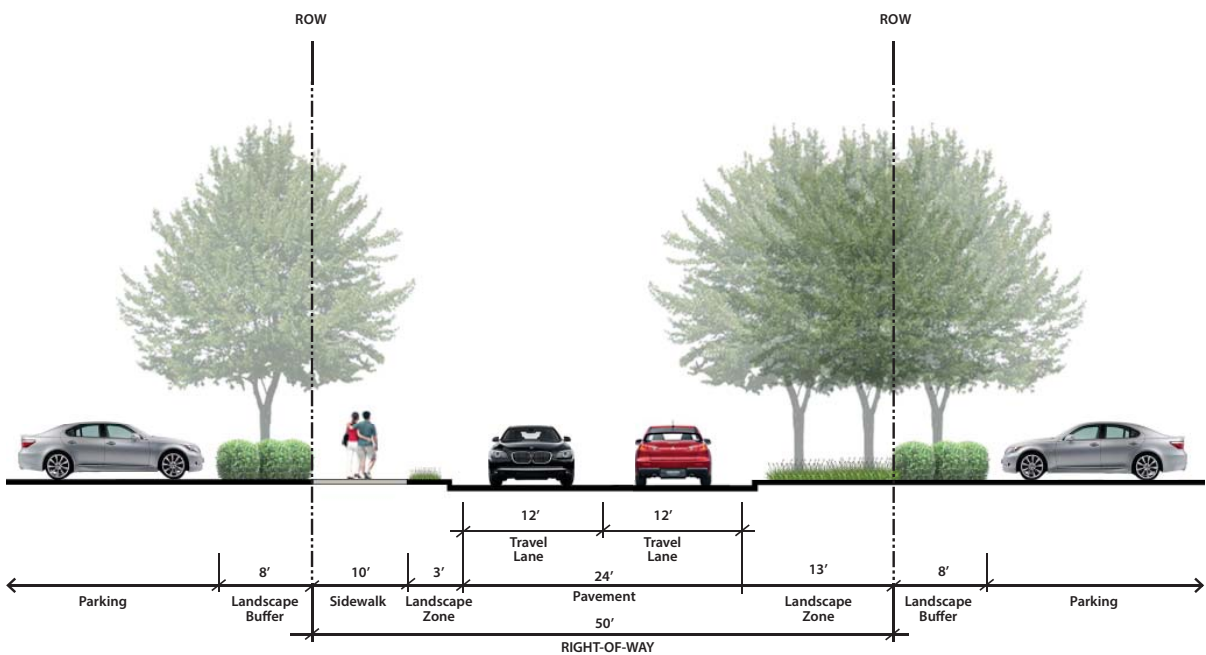 ROW
ROW
12'
12'
Travel
Lane
Travel
Lane
8'
10'
3'
24'
13'
8'
Parking
Landscape
Buffer
Sidewalk
Landscape
Zone
Pavement
Landscape
Zone
Landscape
Buffer
Parking
50'
RIGHT-OF-WAY